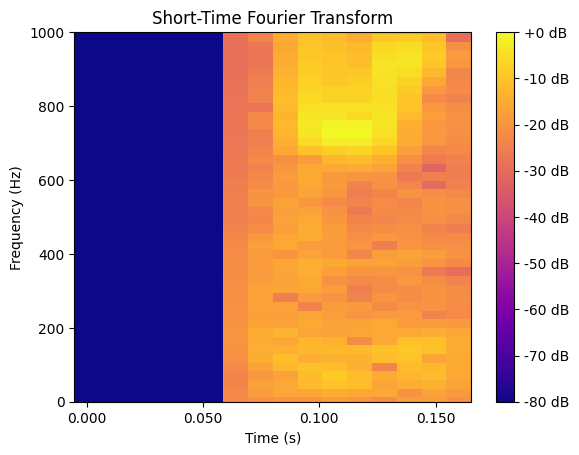 Short-Time Fourier Transform
1000
800
600
400
200
0
Frequency (Hz)
0.000
0.050
0.100
0.150
Time (s)
+0 dB
-10 dB
-20 dB
-30 dB
-40 dB
-50 dB
-60 dB
-70 dB
-80 dB